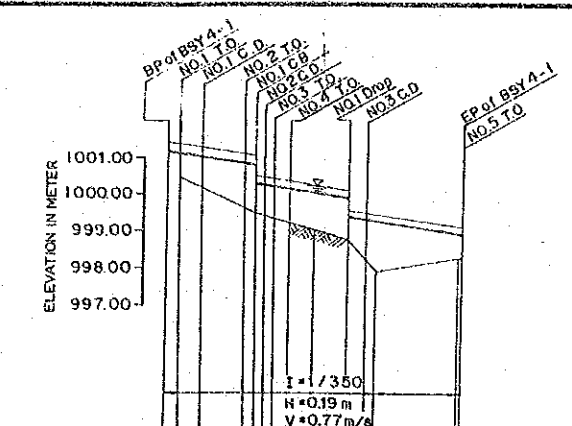 BP of BSY 4-1
NO.1 T.O.
NO.1 C.D.
NO.2 T.O.
NO.1 CB
NO.2 C.D.
NO.3 T.O.
NO.4 T.O.
NO.1 Drop
NO.3 C.D
EP of BSY 4-1
NO.5 T.O
ELEVATION IN METER
1001.00
1000.00
999.00
998.00
997.00
I = 1/350
H = 0.19 m
V = 0.77 m/s